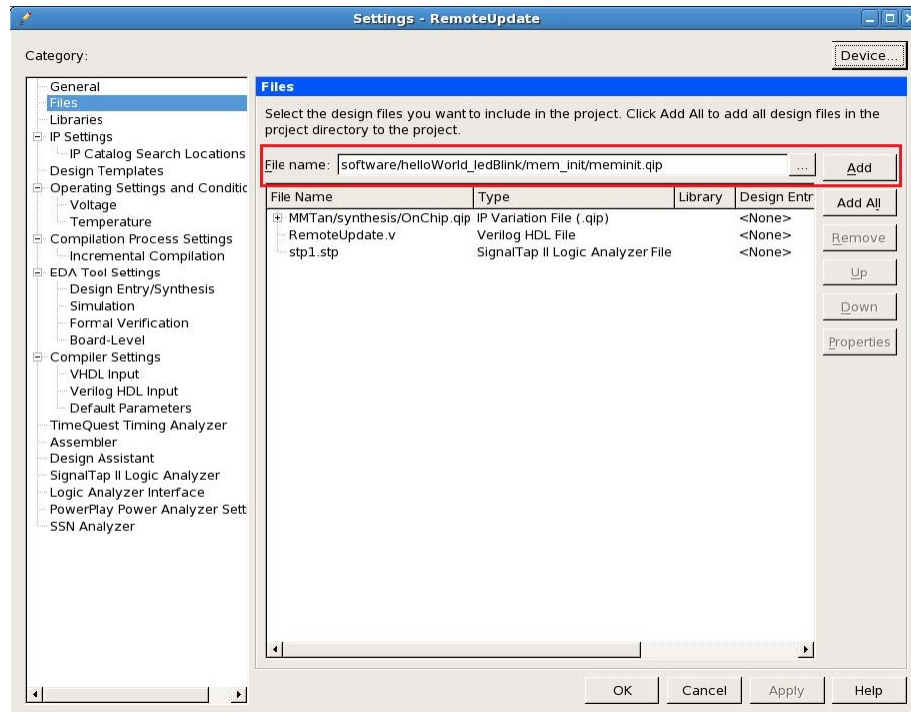 Settings - RemoteUpdate
Category:
Device...
General
Files
Libraries
IP Settings
IP Catalog Search Locations
Design Templates
Operating Settings and Conditic
Voltage
Temperature
Compilation Process Settings
Incremental Compilation
EDA Tool Settings
Design Entry/Synthesis
Simulation
Formal Verification
Board-Level
Compiler Settings
VHDL Input
Verilog HDL Input
Default Parameters
TimeQuest Timing Analyzer
Assembler
Design Assistant
SignalTap II Logic Analyzer
Logic Analyzer Interface
PowerPlay Power Analyzer Sett
SSN Analyzer
Files
Select the design files you want to include in the project. Click Add All to add all design files in the
project directory to the project.
File name: software/helloWorld_ledBlink/mem_init/meminit.qip ... Add
File Name Type Library Design Entr
MMTan/synthesis/OnChip.qip IP Variation File (.qip) <None>
RemoteUpdate.v Verilog HDL File <None>
stp1.stp SignalTap II Logic Analyzer File <None>
Add All
Remove
Up
Down
Properties
OK Cancel Apply Help